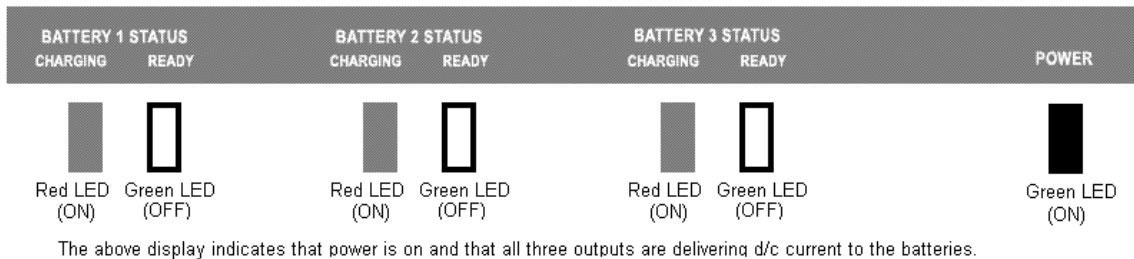 BATTERY 1 STATUS
CHARGING READY
BATTERY 2 STATUS
CHARGING READY
BATTERY 3 STATUS
CHARGING READY
POWER
Red LED
(ON)
Green LED
(OFF)
Red LED
(ON)
Green LED
(OFF)
Red LED
(ON)
Green LED
(OFF)
Green LED
(ON)
The above display indicates that power is on and that all three outputs are delivering d/c current to the batteries.